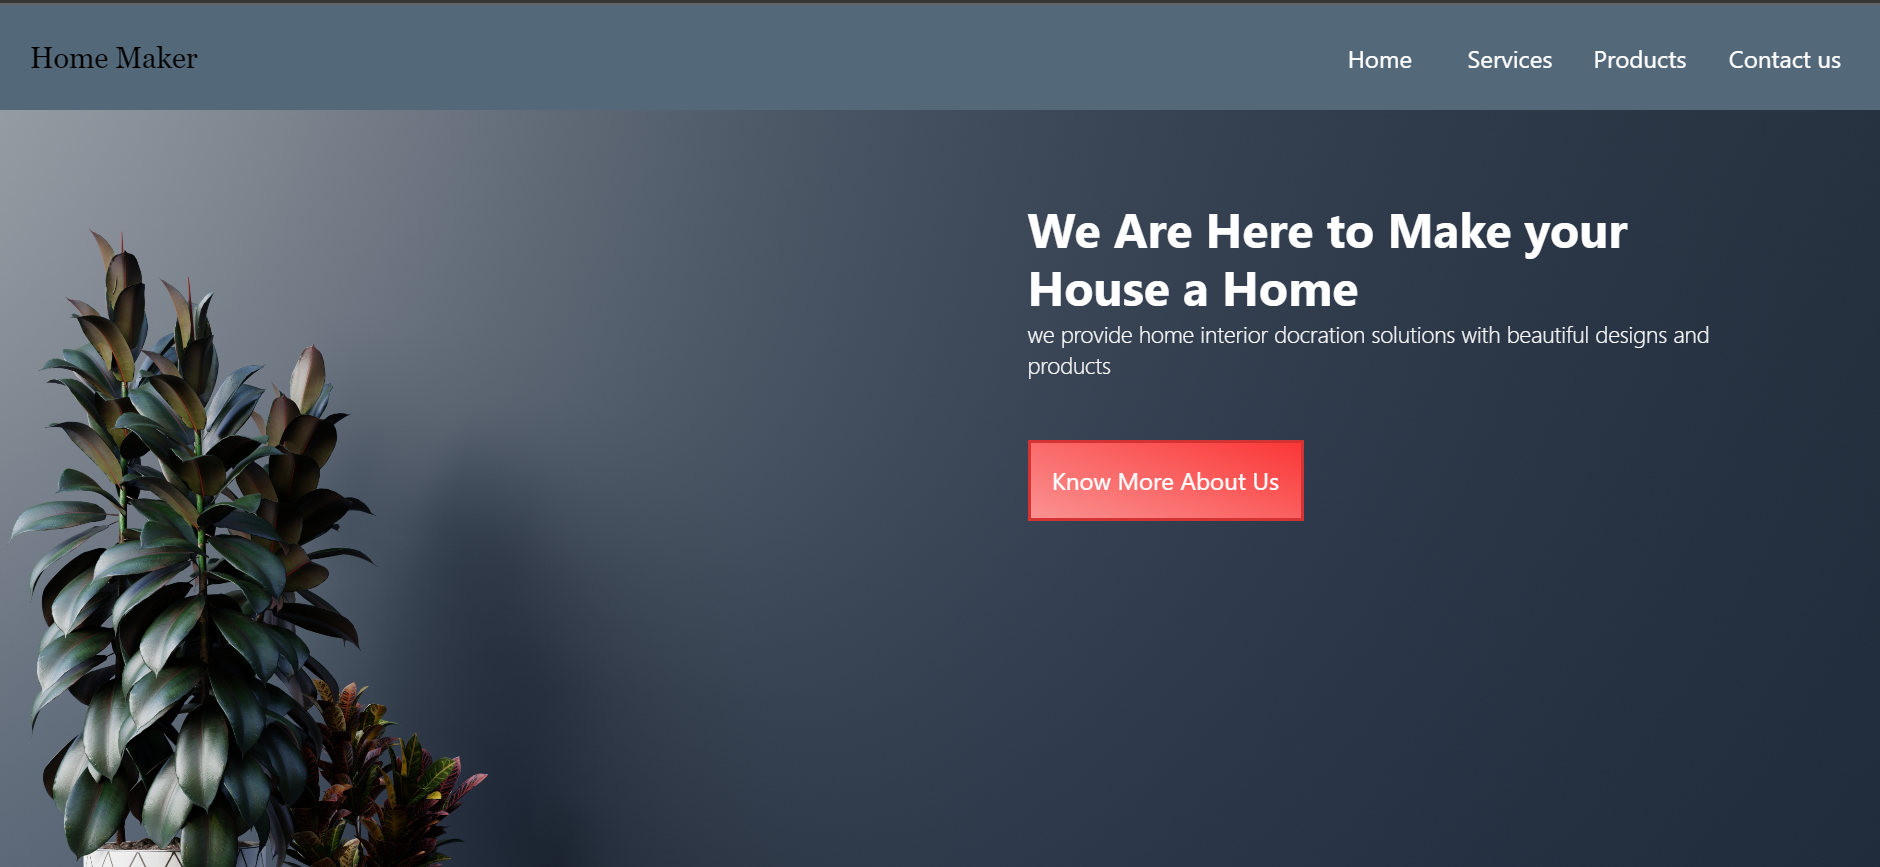 Home Maker
Home Services Products Contact us
We Are Here to Make your
House a Home
we provide home interior docration solutions with beautiful designs and
products
Know More About Us